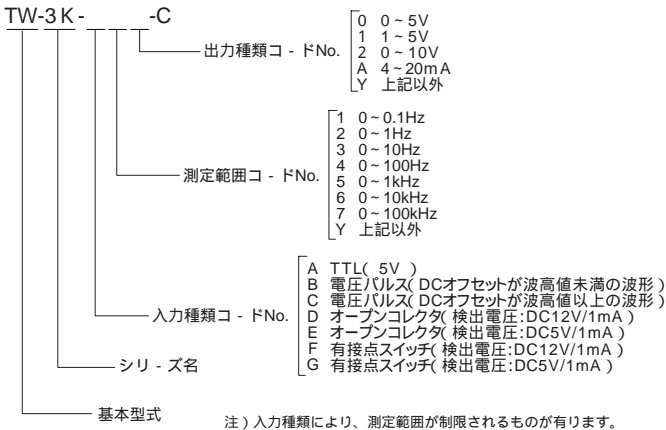 TW-3K-   -C
出力種類コ-ドNo.
0 0~5V
1 1~5V
2 0~10V
A 4~20mA
Y 上記以外
測定範囲コ-ドNo.
1 0~0.1Hz
2 0~1Hz
3 0~10Hz
4 0~100Hz
5 0~1kHz
6 0~10kHz
7 0~100kHz
Y 上記以外
入力種類コ-ドNo.
A TTL( 5V )
B 電圧パルス( DCオフセットが波高値未満の波形 )
C 電圧パルス( DCオフセットが波高値以上の波形 )
D オープンコレクタ( 検出電圧:DC12V/1mA )
E オープンコレクタ( 検出電圧:DC5V/1mA )
F 有接点スイッチ( 検出電圧:DC12V/1mA )
G 有接点スイッチ( 検出電圧:DC5V/1mA )
シリ-ズ名
基本型式
注)入力種類により、測定範囲が制限されるものが有ります。